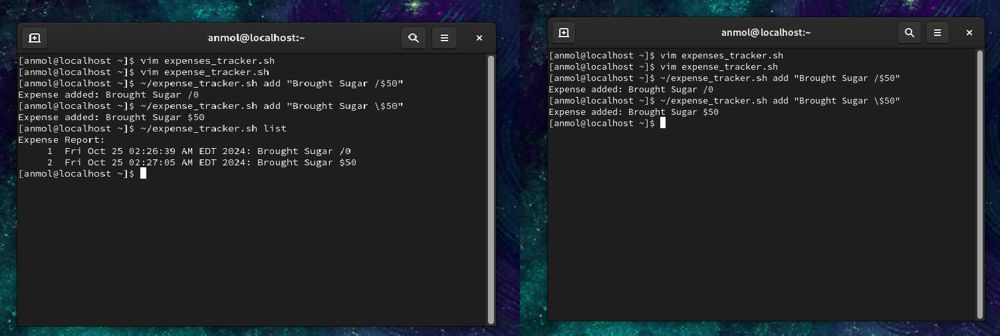 anmol@localhost:~
[anmol@localhost ~]$ vim expenses_tracker.sh
[anmol@localhost ~]$ vim expense_tracker.sh
[anmol@localhost ~]$ ~/expense_tracker.sh add "Brought Sugar /$50"
Expense added: Brought Sugar /0
[anmol@localhost ~]$ ~/expense_tracker.sh add "Brought Sugar \$50"
Expense added: Brought Sugar $50
[anmol@localhost ~]$ ~/expense_tracker.sh list
Expense Report:
     1  Fri Oct 25 02:26:39 AM EDT 2024: Brought Sugar /0
     2  Fri Oct 25 02:27:05 AM EDT 2024: Brought Sugar $50
[anmol@localhost ~]$
anmol@localhost:~
[anmol@localhost ~]$ vim expenses_tracker.sh
[anmol@localhost ~]$ vim expense_tracker.sh
[anmol@localhost ~]$ ~/expense_tracker.sh add "Brought Sugar /$50"
Expense added: Brought Sugar /0
[anmol@localhost ~]$ ~/expense_tracker.sh add "Brought Sugar \$50"
Expense added: Brought Sugar $50
[anmol@localhost ~]$